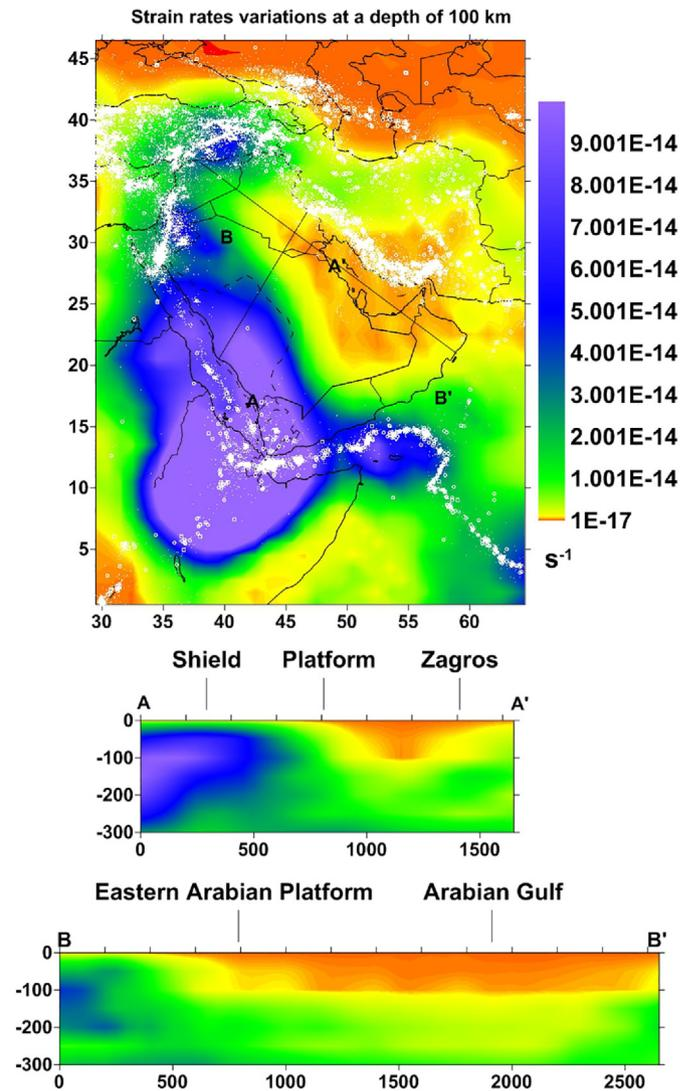 Strain rates variations at a depth of 100 km
45
40
35
30
25
20
15
10
5
B
A'
A
B'
30 35 40 45 50 55 60
9.001E-14
8.001E-14
7.001E-14
6.001E-14
5.001E-14
4.001E-14
3.001E-14
2.001E-14
1.001E-14
1E-17
s-1
Shield Platform Zagros
A A'
0
-100
-200
-300
0 500 1000 1500
Eastern Arabian Platform Arabian Gulf
B B'
0
-100
-200
-300
0 500 1000 1500 2000 2500